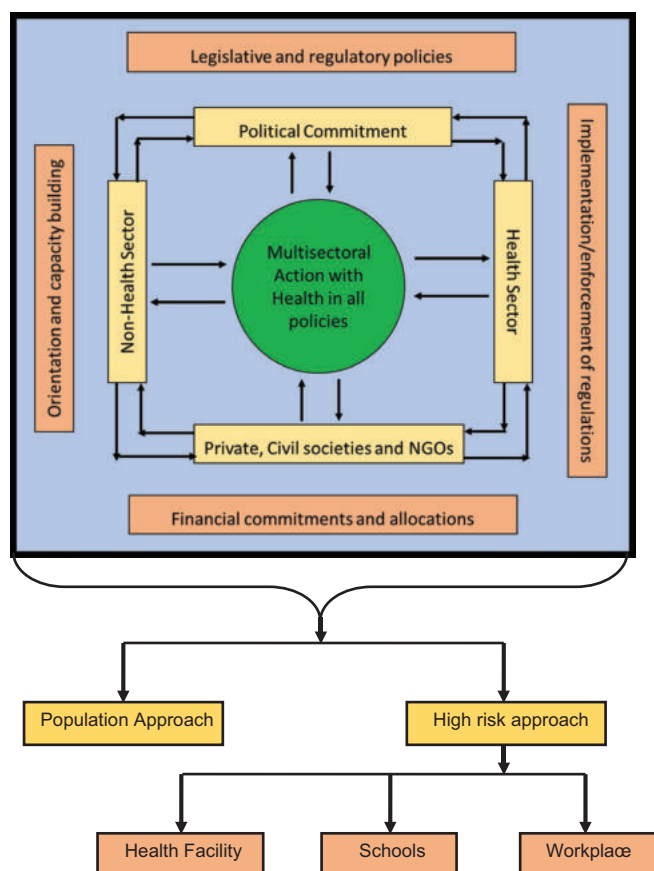 Legislative and regulatory policies
Political Commitment
Orientation and capacity building
Non-Health Sector
Multisectoral
Action with
Health in all
policies
Health Sector
Implementation/enforcement of regulations
Private, Civil societies and NGOs
Financial commitments and allocations
Population Approach
High risk approach
Health Facility
Schools
Workplaœ